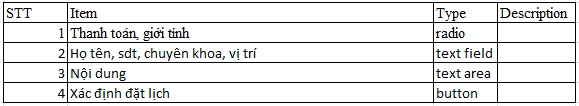 STT Item Type Description
1 Thanh toán, giới tính radio
2 Họ tên, sdt, chuyên khoa, vị trí text field
3 Nội dung text area
4 Xác định đặt lịch button